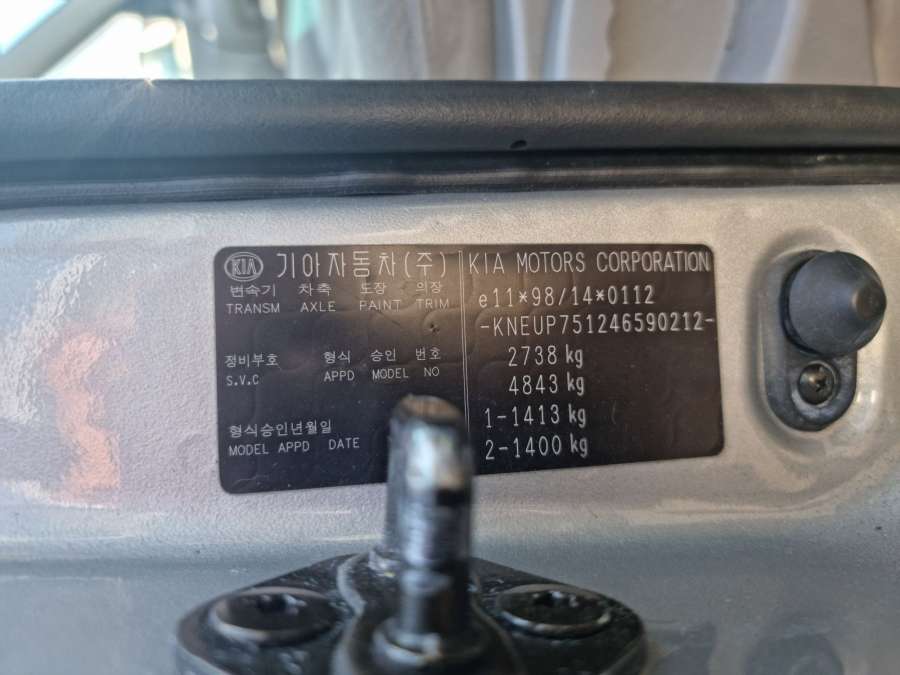 KIA 기아자동차(주) KIA MOTORS CORPORATION
변속기 차축 도장 의장
TRANSM AXLE PAINT TRIM
e11*98/14*0112
-KNEUP751246590212-
정비부호 형식 승인 번호
S.V.C APPD MODEL NO
2738 kg
4843 kg
1-1413 kg
형식승인년월일
MODEL APPD DATE
2-1400 kg